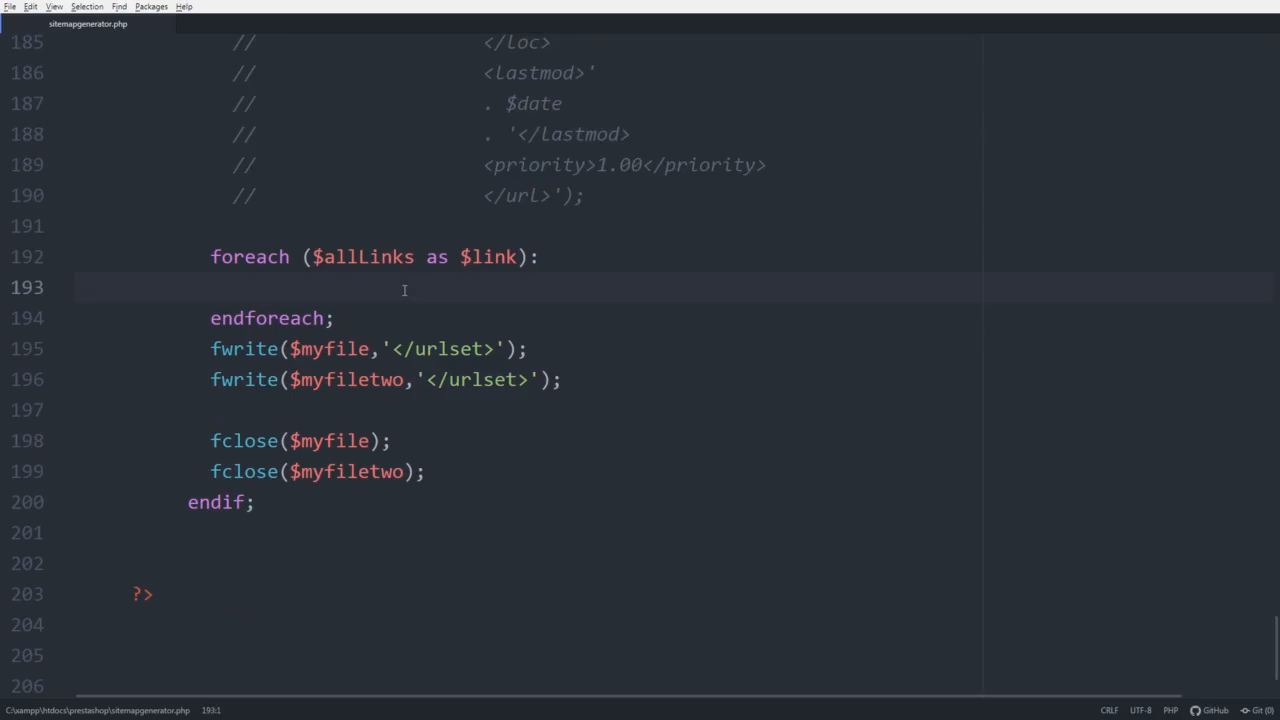 File Edit View Selection Find Packages Help
sitemapgenerator.php
185 // </loc>
186 // <lastmod>'
187 // . $date
188 // . '</lastmod>
189 // <priority>1.00</priority>
190 // </url>');
191
192 foreach ($allLinks as $link):
193
194 endforeach;
195 fwrite($myfile,'</urlset>');
196 fwrite($myfiletwo,'</urlset>');
197
198 fclose($myfile);
199 fclose($myfiletwo);
200 endif;
201
202
203 ?>
204
205
206
C:\xampp\htdocs\prestashop\sitemapgenerator.php 193:1 CRLF UTF-8 PHP GitHub Git (0)